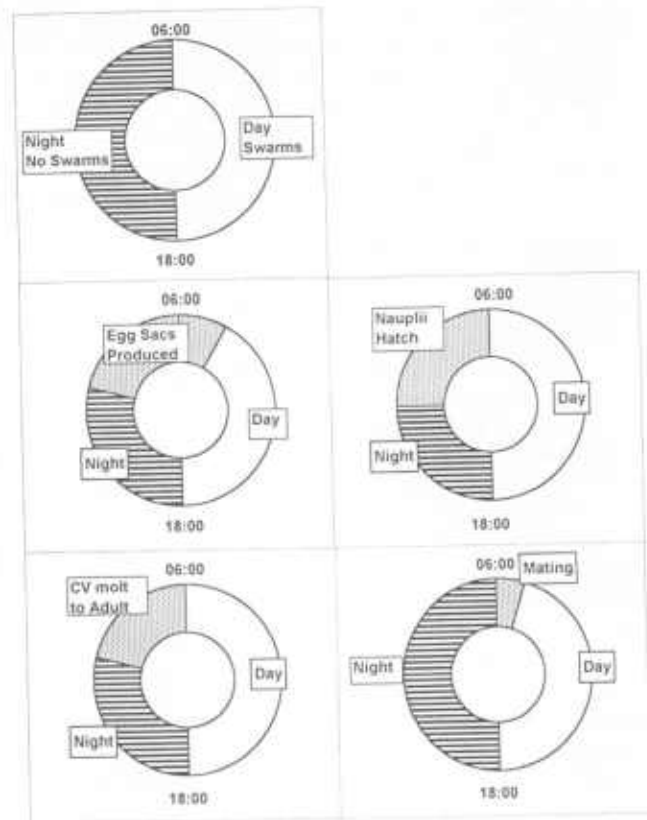 06:00
Night
No Swarms
Day
Swarms
18:00
06:00
Egg Sacs
Produced
Day
Night
18:00
06:00
Nauplii
Hatch
Day
Night
18:00
06:00
CV molt
to Adult
Day
Night
18:00
06:00
Mating
Night
Day
18:00